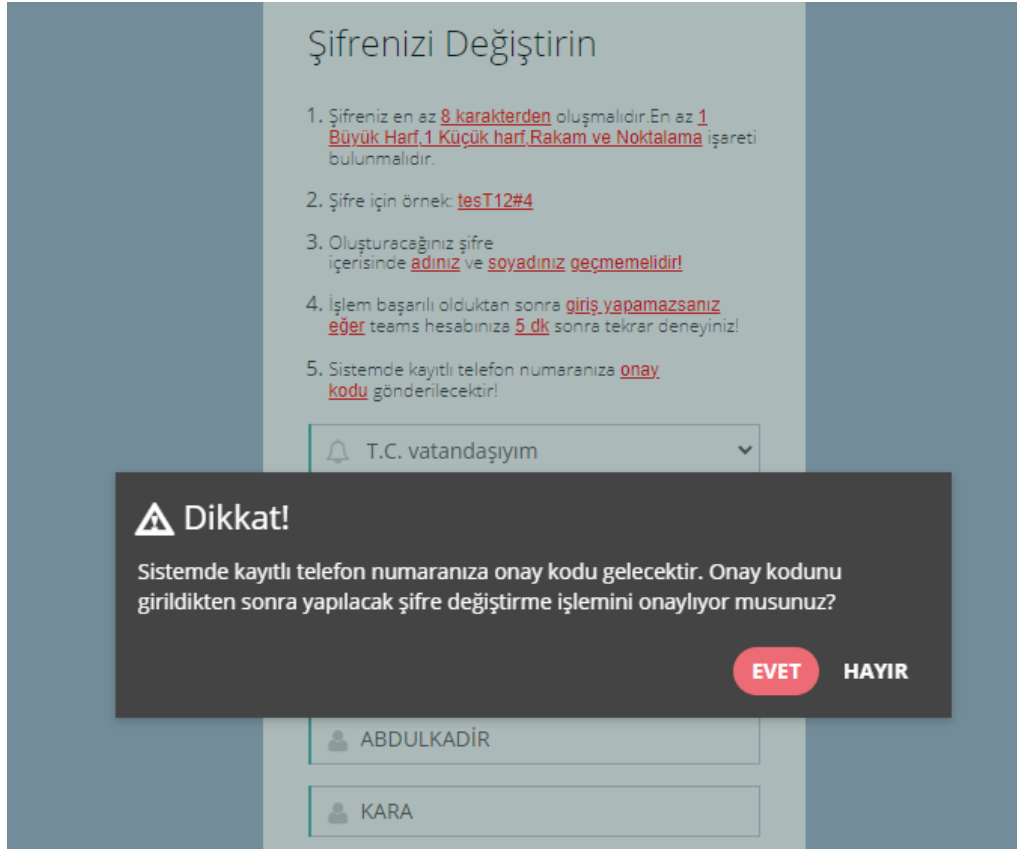 Şifrenizi Değiştirin
1. Şifreniz en az 8 karakterden oluşmalıdır.En az 1
Büyük Harf,1 Küçük harf,Rakam ve Noktalama işareti
bulunmalıdır.
2. Şifre için örnek: tesT12#4
3. Oluşturacağınız şifre
içerisinde adınız ve soyadınız geçmemelidir!
4. İşlem başarılı olduktan sonra giriş yapamazsanız
eğer teams hesabınıza 5 dk sonra tekrar deneyiniz!
5. Sistemde kayıtlı telefon numaranıza onay
kodu gönderilecektir!
T.C. vatandaşıyım
Dikkat!
Sistemde kayıtlı telefon numaranıza onay kodu gelecektir. Onay kodunu
girildikten sonra yapılacak şifre değiştirme işlemini onaylıyor musunuz?
EVET HAYIR
ABDULKADİR
KARA